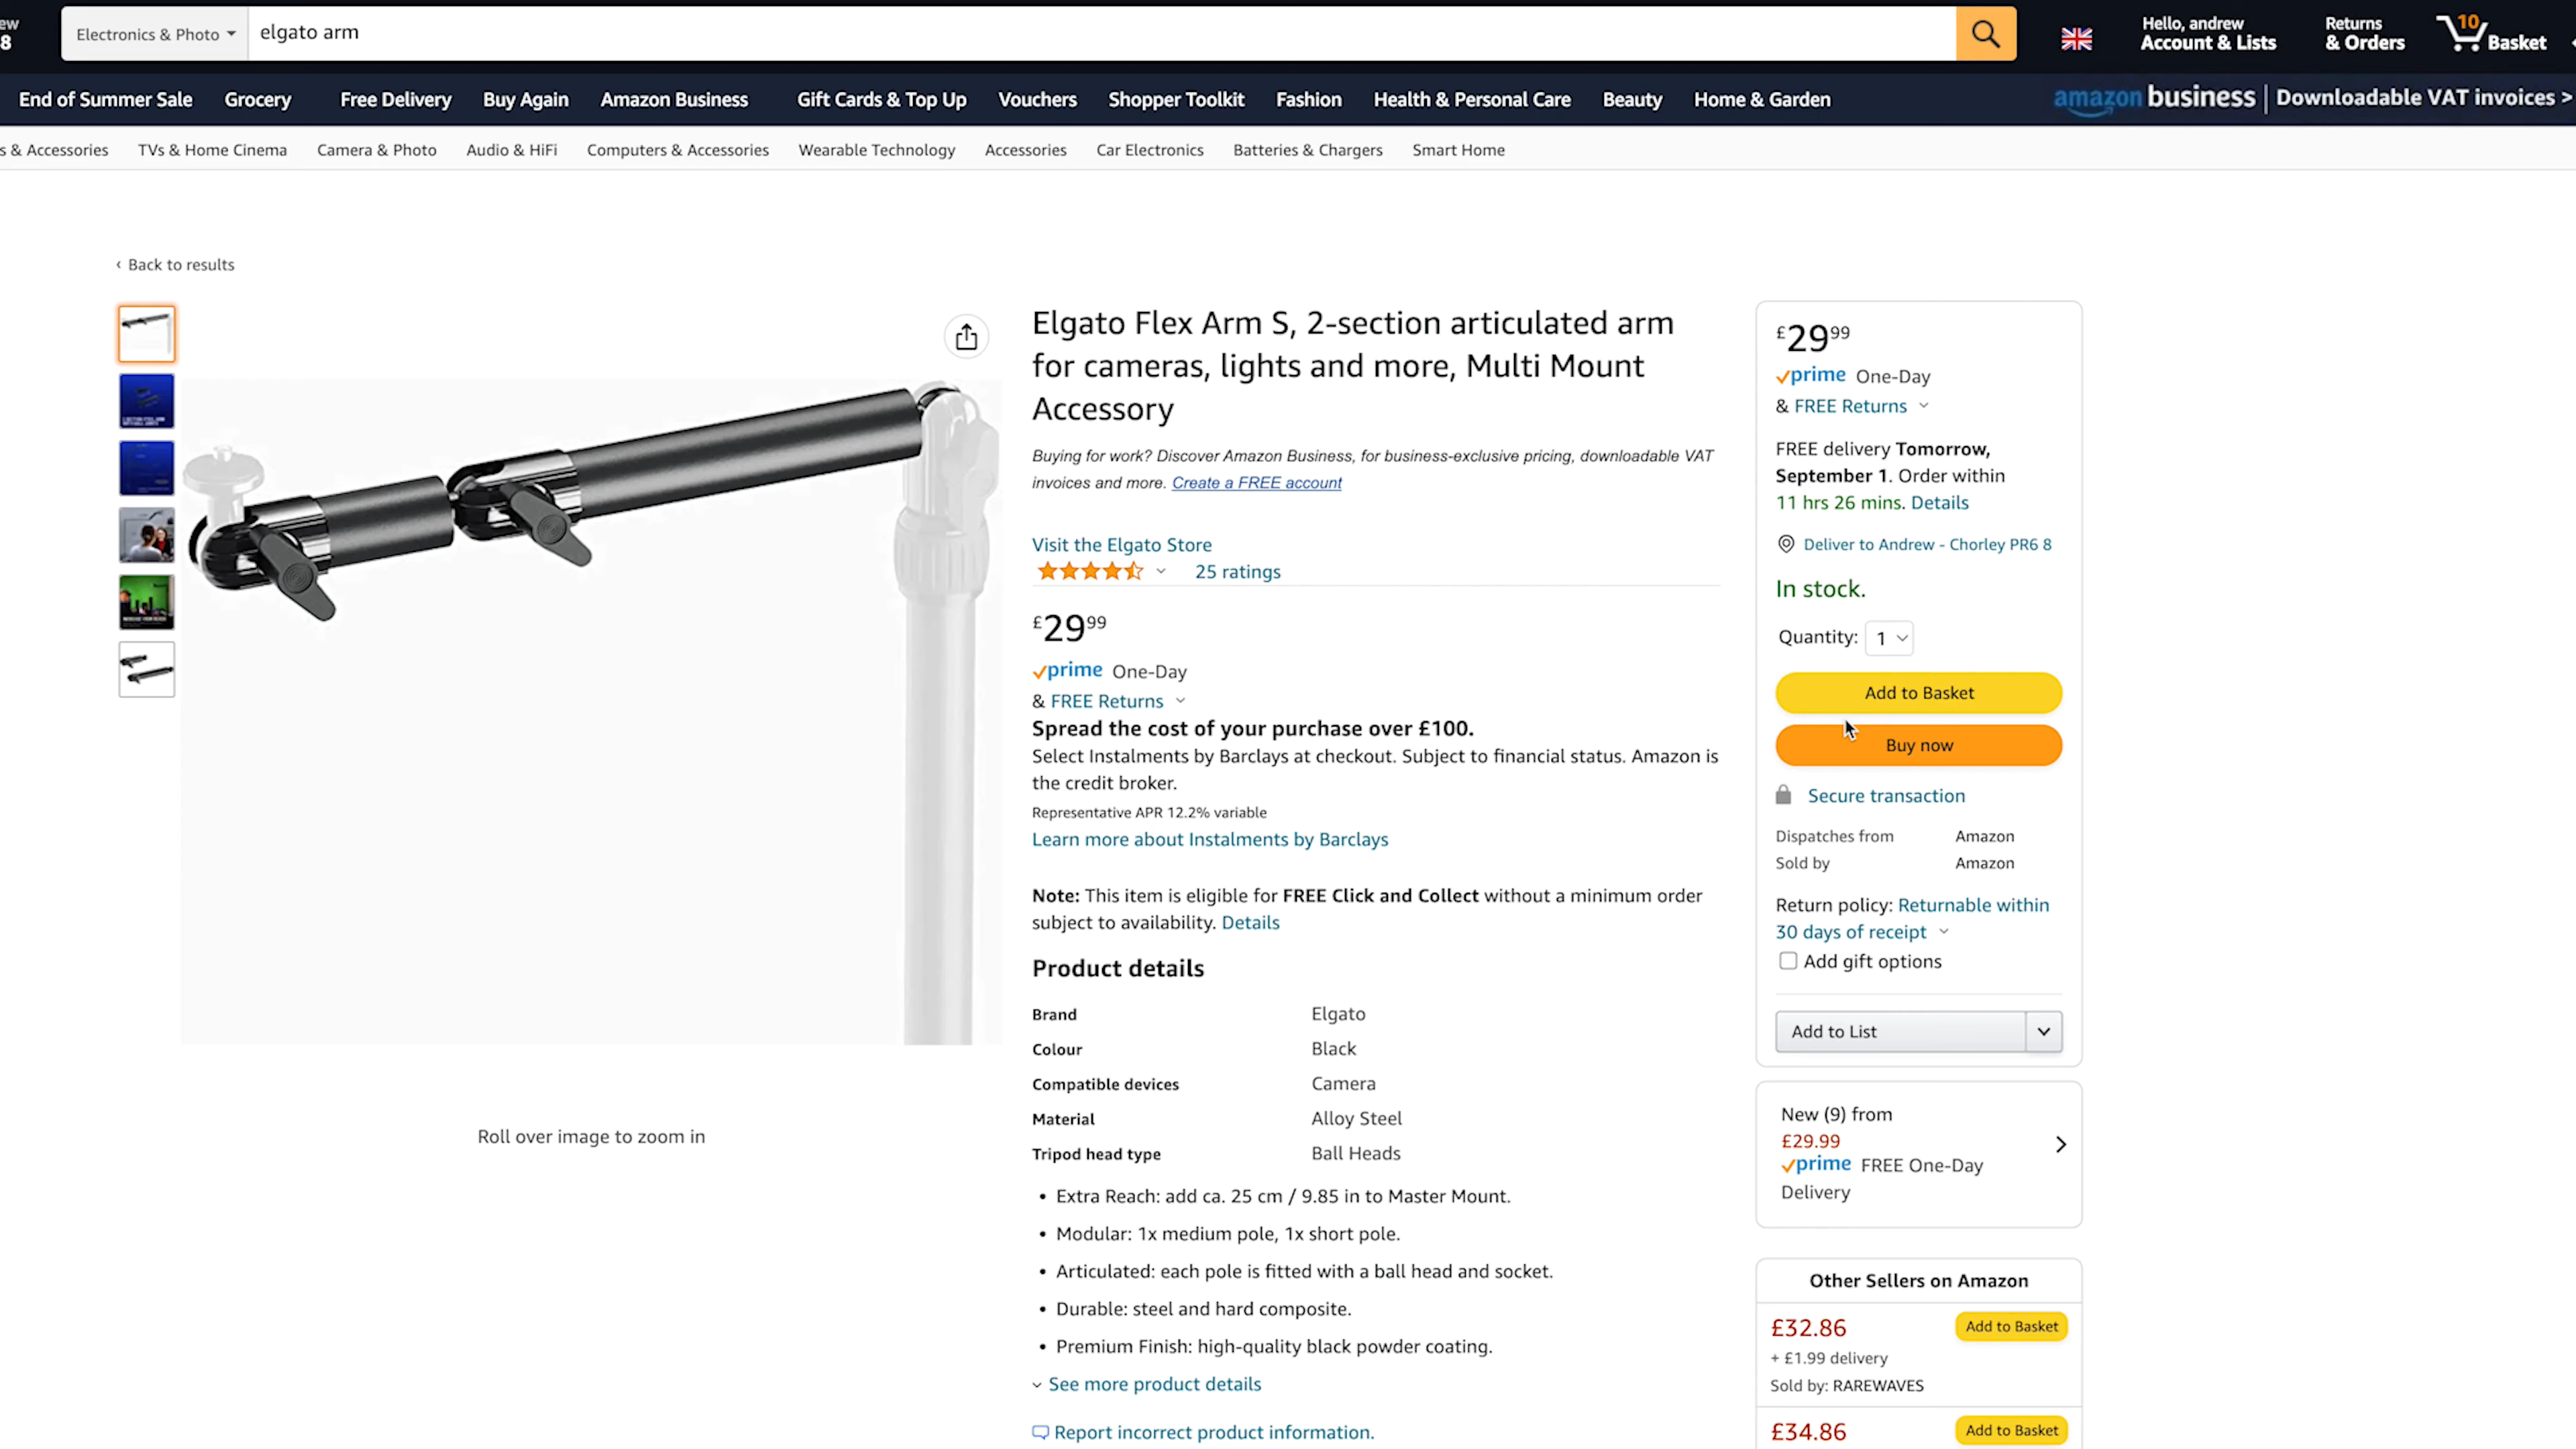 ew
8
Electronics & Photo
elgato arm
Hello, andrew
Account & Lists
Returns
& Orders
10
Basket
End of Summer Sale
Grocery
Free Delivery
Buy Again
Amazon Business
Gift Cards & Top Up
Vouchers
Shopper Toolkit
Fashion
Health & Personal Care
Beauty
Home & Garden
amazon business | Downloadable VAT invoices >
s & Accessories
TVs & Home Cinema
Camera & Photo
Audio & HiFi
Computers & Accessories
Wearable Technology
Accessories
Car Electronics
Batteries & Chargers
Smart Home
‹ Back to results
Elgato Flex Arm S, 2-section articulated arm
for cameras, lights and more, Multi Mount
Accessory
Buying for work? Discover Amazon Business, for business-exclusive pricing, downloadable VAT
invoices and more. Create a FREE account
Visit the Elgato Store
25 ratings
£29 99
prime One-Day
& FREE Returns
Spread the cost of your purchase over £100.
Select Instalments by Barclays at checkout. Subject to financial status. Amazon is
the credit broker.
Representative APR 12.2% variable
Learn more about Instalments by Barclays
Note: This item is eligible for FREE Click and Collect without a minimum order
subject to availability. Details
Product details
Brand Elgato
Colour Black
Compatible devices Camera
Material Alloy Steel
Tripod head type Ball Heads
• Extra Reach: add ca. 25 cm / 9.85 in to Master Mount.
• Modular: 1x medium pole, 1x short pole.
• Articulated: each pole is fitted with a ball head and socket.
• Durable: steel and hard composite.
• Premium Finish: high-quality black powder coating.
See more product details
Report incorrect product information.
Roll over image to zoom in
£29 99
prime One-Day
& FREE Returns
FREE delivery Tomorrow,
September 1. Order within
11 hrs 26 mins. Details
Deliver to Andrew - Chorley PR6 8
In stock.
Quantity: 1
Add to Basket
Buy now
Secure transaction
Dispatches from Amazon
Sold by Amazon
Return policy: Returnable within
30 days of receipt
Add gift options
Add to List
New (9) from
£29.99
prime FREE One-Day
Delivery
Other Sellers on Amazon
£32.86
Add to Basket
+ £1.99 delivery
Sold by: RAREWAVES
£34.86
Add to Basket